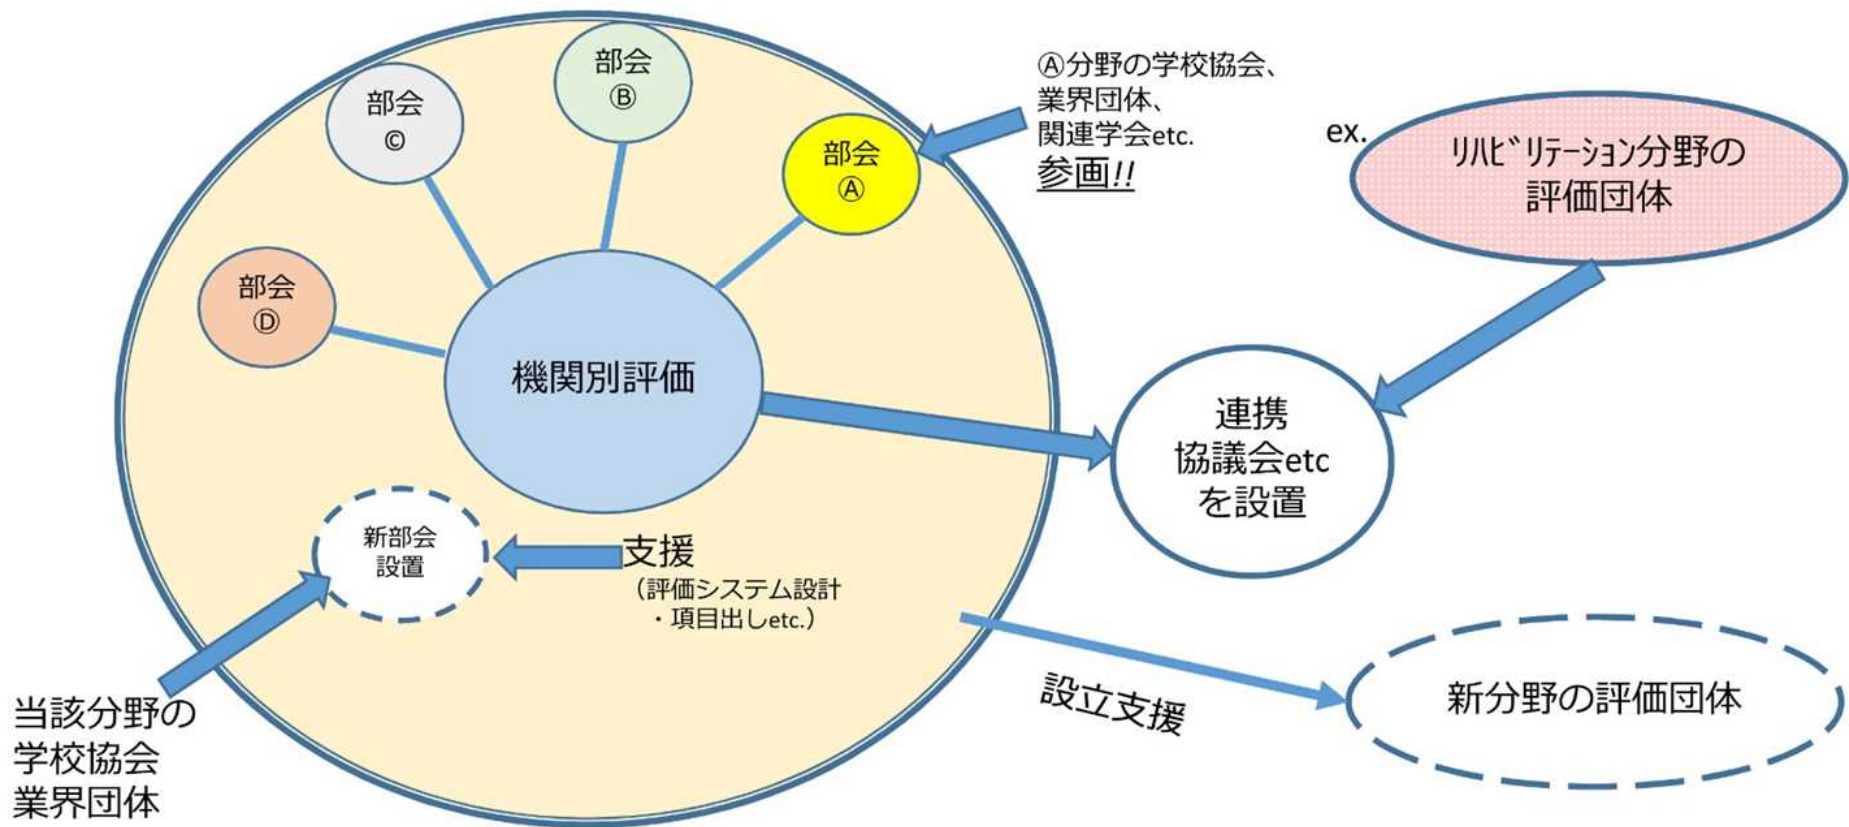 部会
Ⓑ
部会
©
部会
Ⓐ
部会
Ⓓ
Ⓐ分野の学校協会、
業界団体、
関連学会etc.
参画!!
ex.
ﾘﾊﾋﾞﾘﾃｰｼｮﾝ分野の
評価団体
機関別評価
連携
協議会etc
を設置
新部会
設置
支援
（評価システム設計
・項目出しetc.）
設立支援
新分野の評価団体
当該分野の
学校協会
業界団体